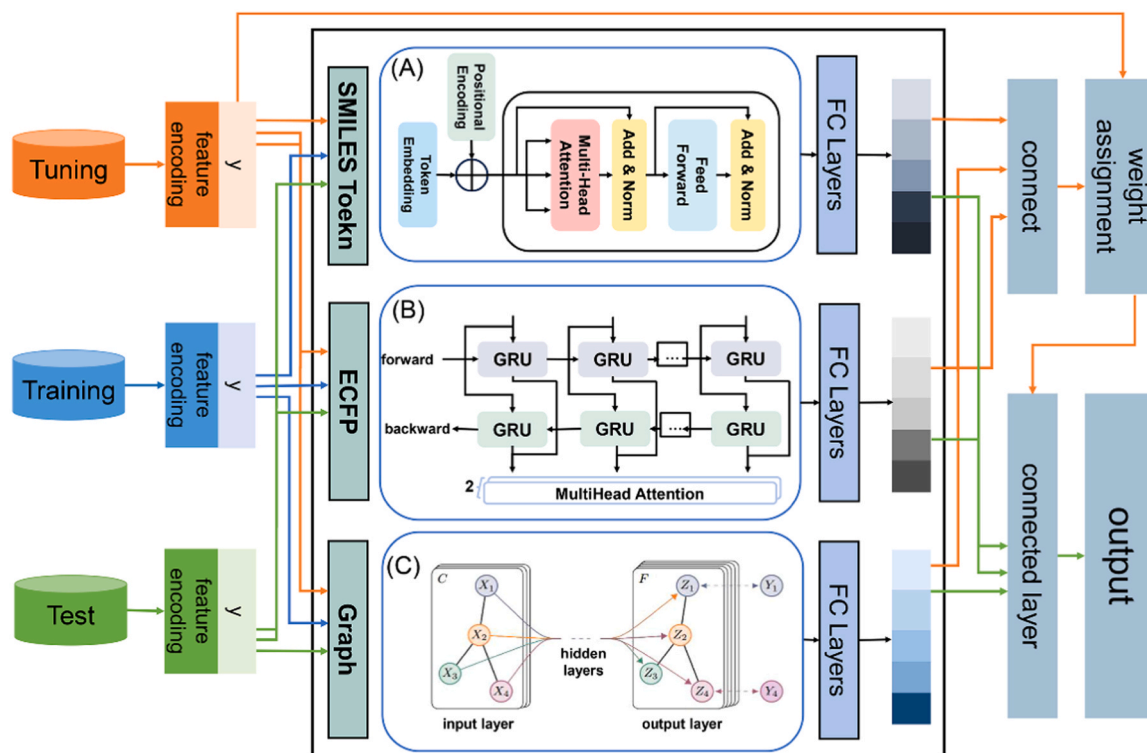 Tuning
feature
encoding
y
Training
feature
encoding
y
Test
feature
encoding
y
SMILES Toekn
ECFP
Graph
(A)
Token
Embedding
Positional
Encoding
Multi-Head
Attention
Add & Norm
Feed
Forward
Add & Norm
FC Layers
(B)
forward
GRU
GRU
...
GRU
backward
GRU
GRU
...
GRU
2
MultiHead Attention
FC Layers
(C)
C
X1
X2
X3
X4
input layer
hidden
layers
F
Z1
Z2
Z3
Z4
Y1
Y4
output layer
FC Layers
connect
weight
assignment
connected layer
output